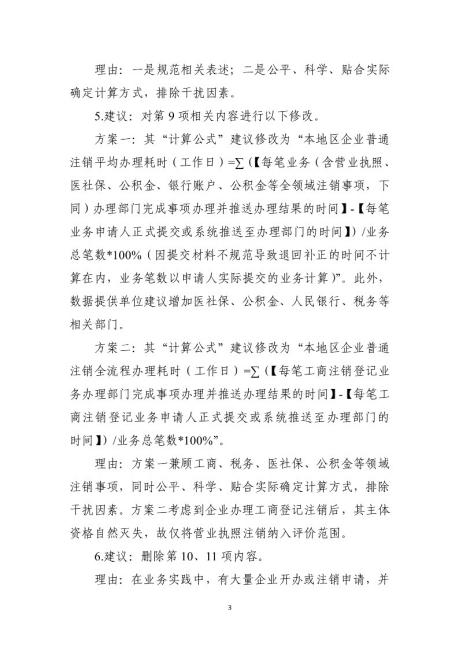 理由：一是规范相关表述；二是公平、科学、贴合实际
确定计算方式，排除干扰因素。
5.建议：对第 9 项相关内容进行以下修改。
方案一：其“计算公式”建议修改为“本地区企业普通
注销平均办理耗时（工作日）=∑（【每笔业务（含营业执照、
医社保、公积金、银行账户、公积金等全领域注销事项，下
同）办理部门完成事项办理并推送办理结果的时间】-【每笔
业务申请人正式提交或系统推送至办理部门的时间】）/业务
总笔数*100%（因提交材料不规范导致退回补正的时间不计
算在内，业务笔数以申请人实际提交的业务计算）”。此外，
数据提供单位建议增加医社保、公积金、人民银行、税务等
相关部门。
方案二：其“计算公式”建议修改为“本地区企业普通
注销全流程办理耗时（工作日）=∑（【每笔工商注销登记业
务办理部门完成事项办理并推送办理结果的时间】-【每笔工
商注销登记业务申请人正式提交或系统推送至办理部门的
时间】）/业务总笔数*100%”。
理由：方案一兼顾工商、税务、医社保、公积金等领域
注销事项，同时公平、科学、贴合实际确定计算方式，排除
干扰因素。方案二考虑到企业办理工商登记注销后，其主体
资格自然灭失，故仅将营业执照注销纳入评价范围。
6.建议：删除第 10、11 项内容。
理由：在业务实践中，有大量企业开办或注销申请，并
3